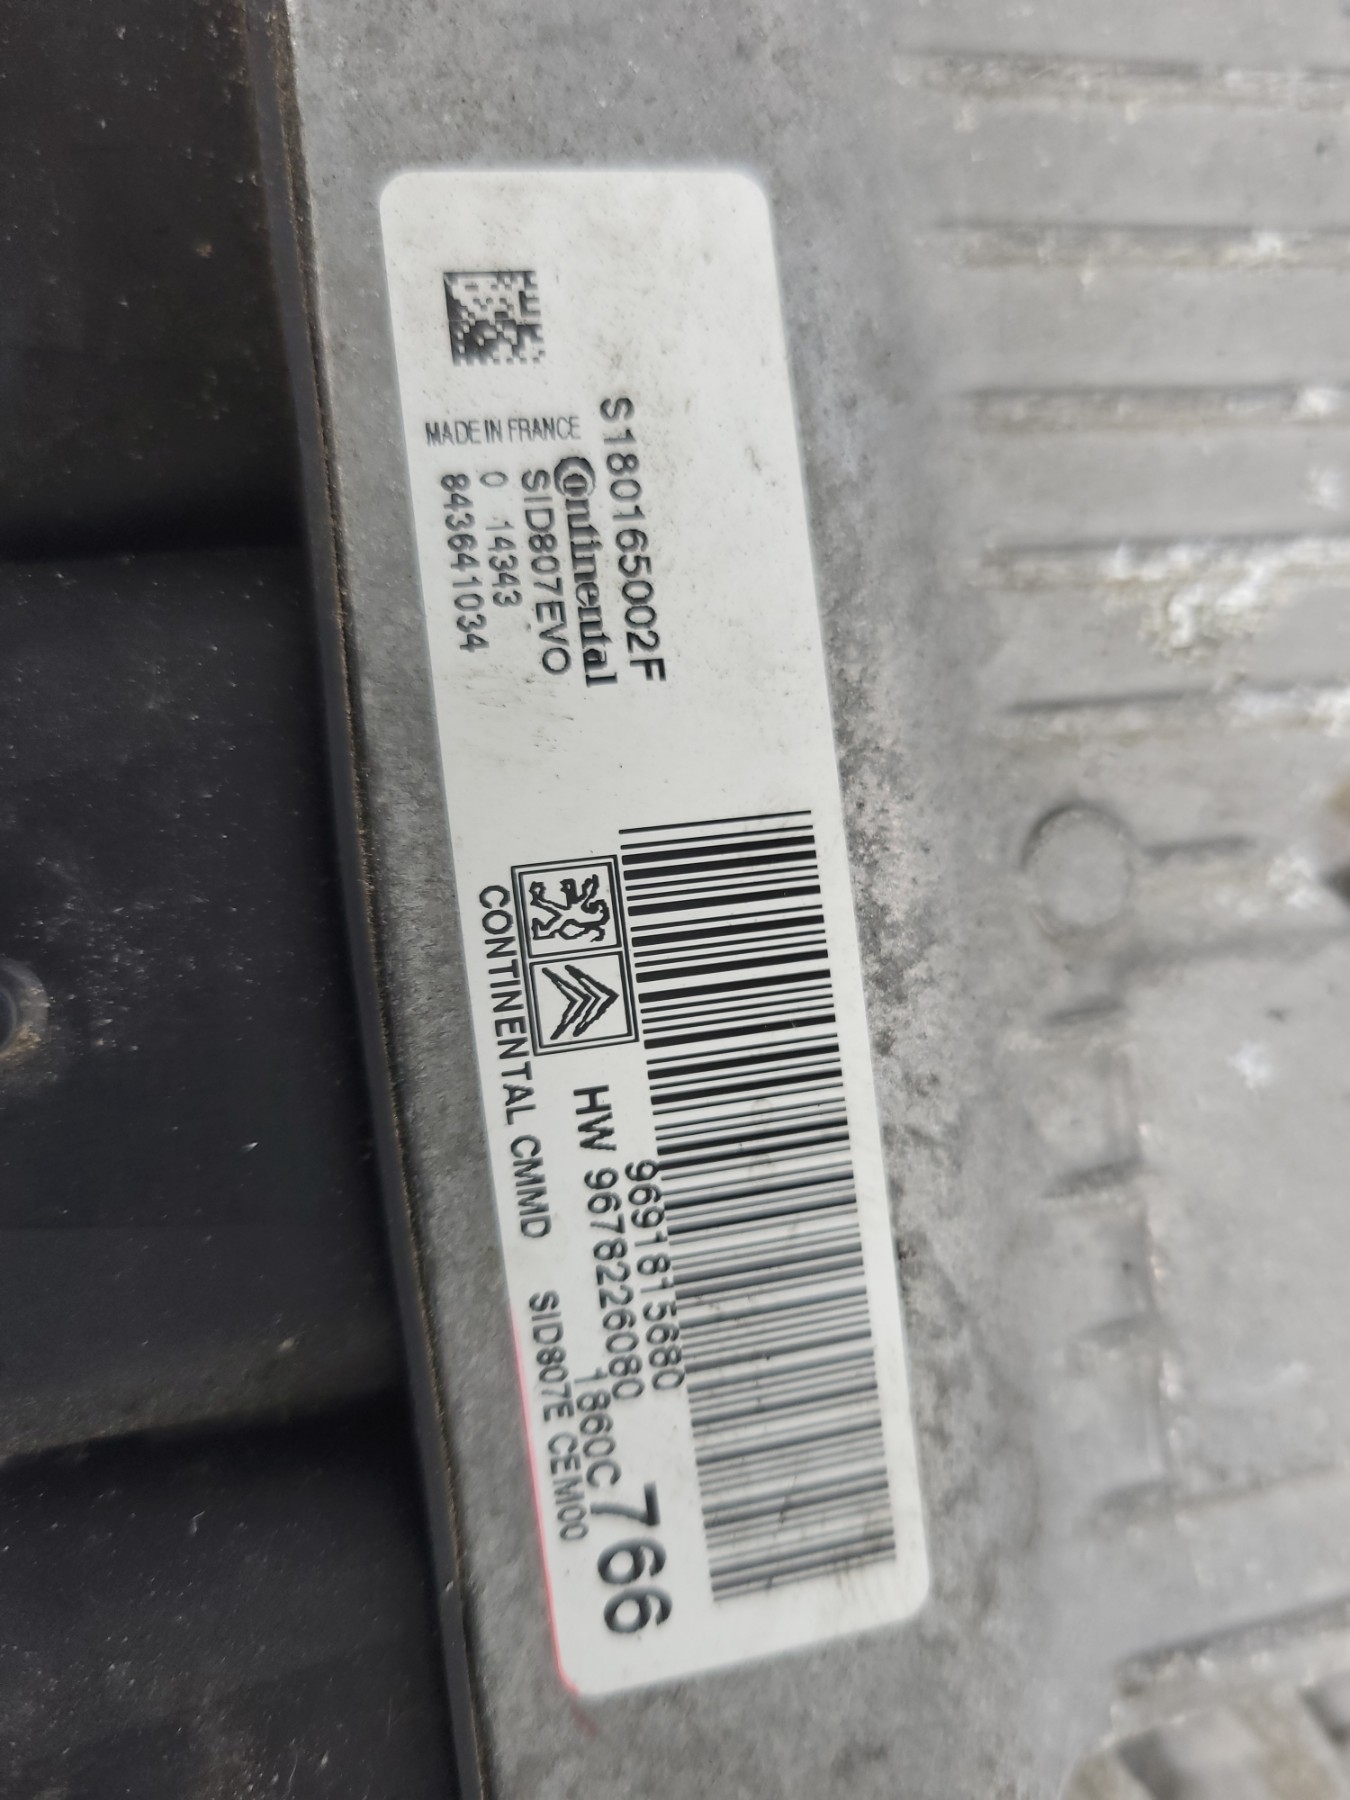 S180165002F
Continental
SID807EVO
0 14343
843641034
MADE IN FRANCE
9691815680
HW 9678226080
1860C 766
CONTINENTAL CMMD SID807E CEM00